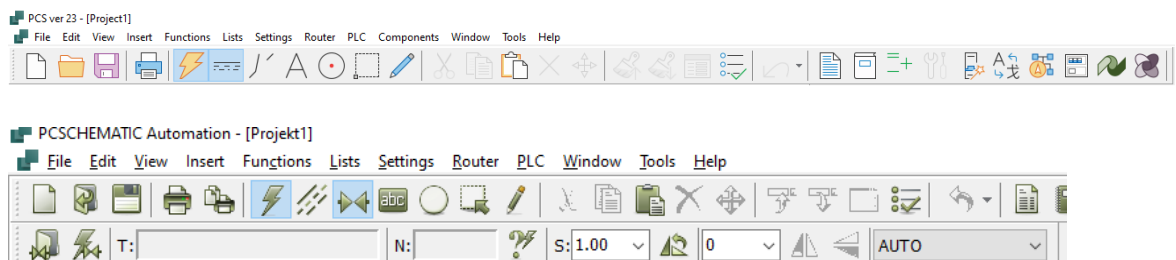 PCS ver 23 - [Project1]
File Edit View Insert Functions Lists Settings Router PLC Components Window Tools Help
PCSCHEMATIC Automation - [Projekt1]
File Edit View Insert Functions Lists Settings Router PLC Window Tools Help
abc
T: N: S: 1.00 0 AUTO